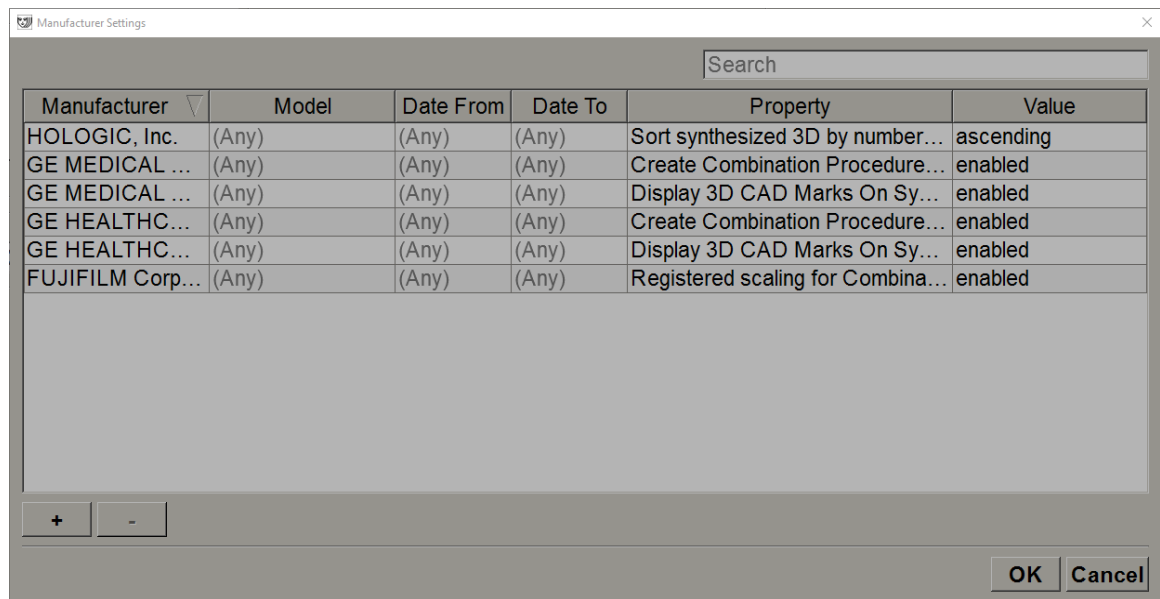 Manufacturer Settings
Search
Manufacturer Model Date From Date To Property Value
HOLOGIC, Inc. (Any) (Any) (Any) Sort synthesized 3D by number... ascending
GE MEDICAL ... (Any) (Any) (Any) Create Combination Procedure... enabled
GE MEDICAL ... (Any) (Any) (Any) Display 3D CAD Marks On Sy... enabled
GE HEALTHC... (Any) (Any) (Any) Create Combination Procedure... enabled
GE HEALTHC... (Any) (Any) (Any) Display 3D CAD Marks On Sy... enabled
FUJIFILM Corp... (Any) (Any) (Any) Registered scaling for Combina... enabled
+ -
OK Cancel